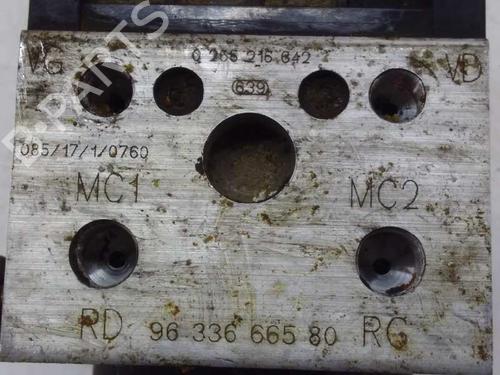 VG 0 265 216 642 VD
639
085/17/1/0760
MC1 MC2
RD 96 336 665 80 RG
B-PARTS